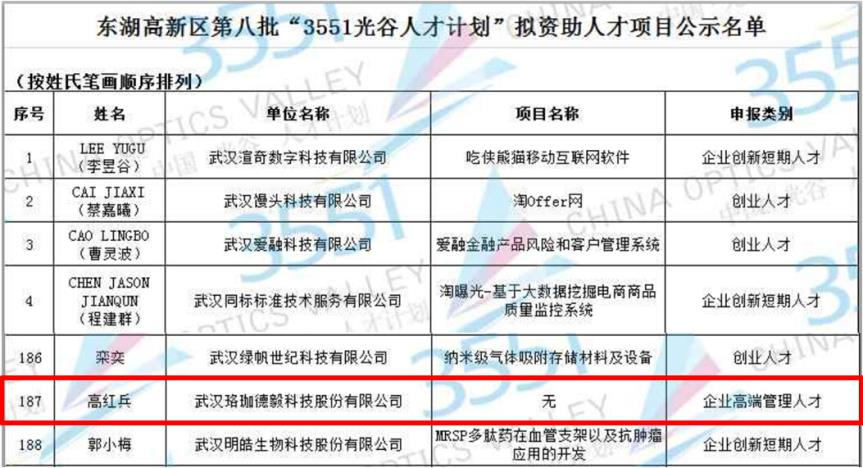 东湖高新区第八批“3551光谷人才计划”拟资助人才项目公示名单
（按姓氏笔画顺序排列）
序号 姓名 单位名称 项目名称 申报类别
1 LEE YUGU（李昱谷） 武汉渲奇数字科技有限公司 吃侠熊猫移动互联网软件 企业创新短期人才
2 CAI JIAXI（蔡嘉曦） 武汉馒头科技有限公司 淘Offer网 创业人才
3 CAO LINGBO（曹灵波） 武汉爱融科技有限公司 爱融金融产品风险和客户管理系统 创业人才
4 CHEN JASON JIANQUN（程建群） 武汉同标标准技术服务有限公司 淘曝光-基于大数据挖掘电商商品质量监控系统 企业创新短期人才
186 栾奕 武汉绿帆世纪科技有限公司 纳米级气体吸附存储材料及设备 创业人才
187 高红兵 武汉珞珈德毅科技股份有限公司 无 企业高端管理人才
188 郭小梅 武汉明皓生物科技股份有限公司 MRSP多肽药在血管支架以及抗肿瘤应用的开发 企业创新短期人才
3551
CHINA OPTICS VALLEY
中国 光谷 人才计划